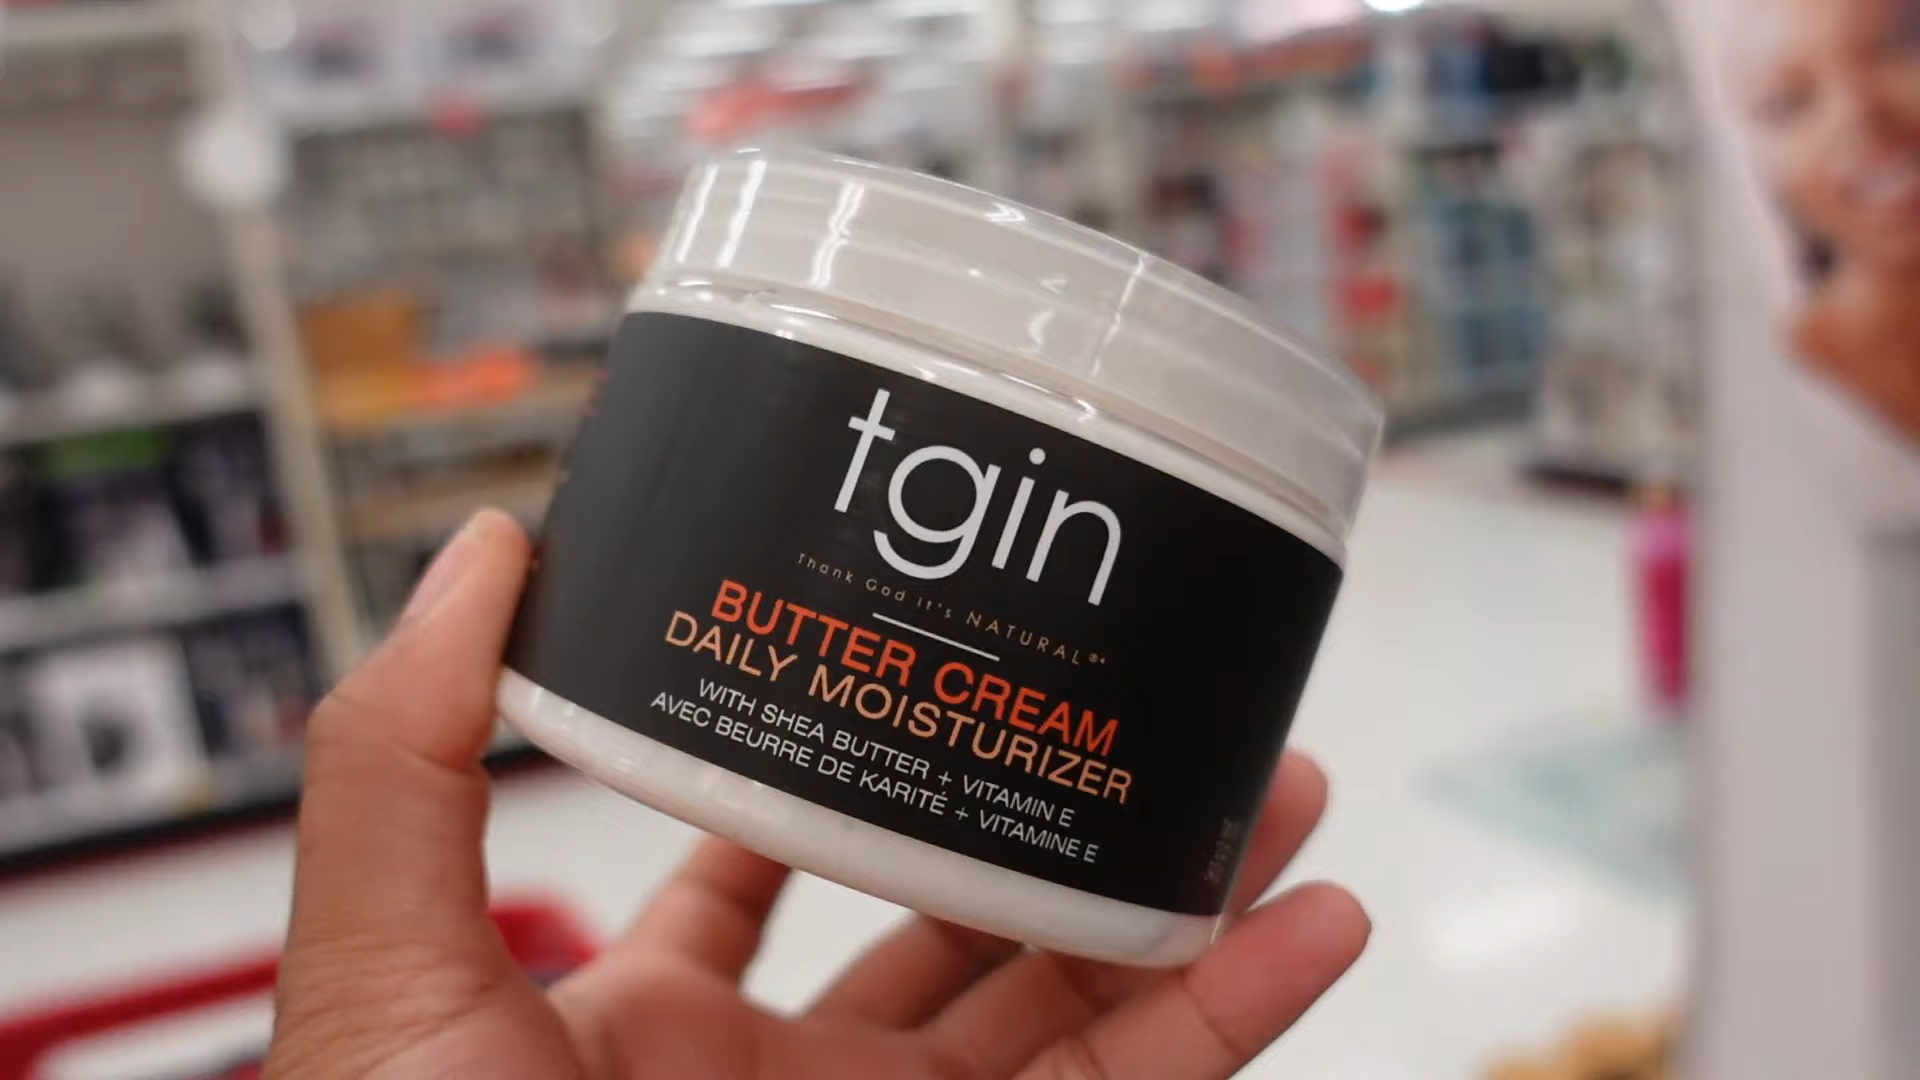 tgin
Thank God it's NATURAL®
BUTTER CREAM
DAILY MOISTURIZER
WITH SHEA BUTTER + VITAMIN E
AVEC BEURRE DE KARITÉ + VITAMINE E